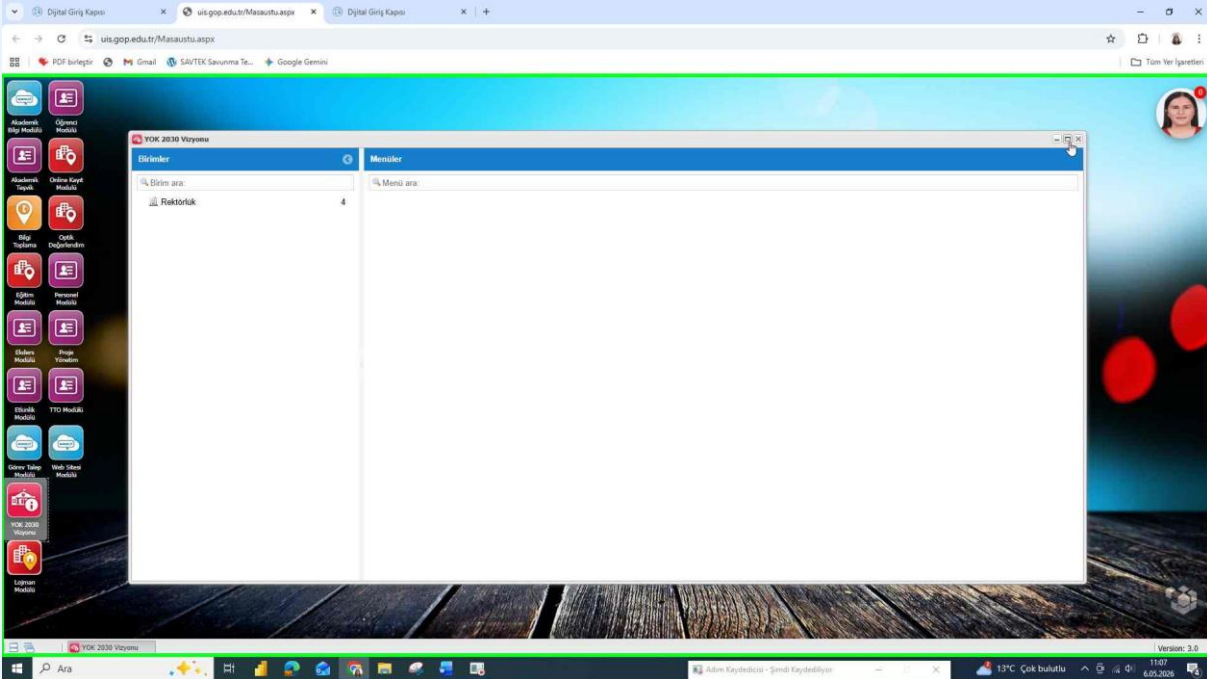 Dijital Giriş Kapısı
uis.gop.edu.tr/Masaustu.aspx
Dijital Giriş Kapısı
uis.gop.edu.tr/Masaustu.aspx
PDF birleştir
Gmail
SAVTEK Savunma Te...
Google Gemini
Tüm Yer İşaretleri
Akademik Bilgi Modülü
Öğrenci Modülü
0
Akademik Teşvik
Online Kayıt Modülü
Bilgi Toplama
Optik Değerlendim
Eğitim Modülü
Personel Modülü
Ekders Modülü
Proje Yönetim
Etkinlik Modülü
TTO Modülü
Görev Talep Modülü
Web Sitesi Modülü
YOK 2030 Vizyonu
Lojman Modülü
YOK 2030 Vizyonu
Birimler
Menüler
Birim ara:
Menü ara:
Rektörlük 4
YOK 2030 Vizyonu
Version: 3.0
Ara
Adım Kaydedicisi - Şimdi Kaydediliyor
13°C Çok bulutlu
11:07
6.05.2026